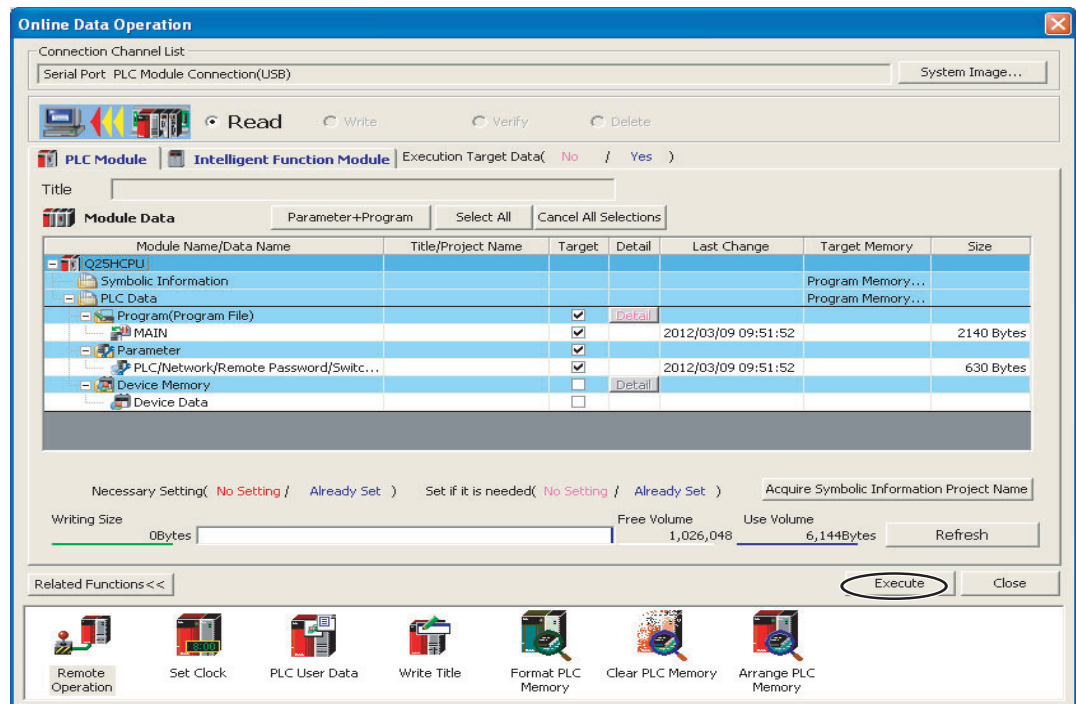 Online Data Operation
Connection Channel List
Serial Port PLC Module Connection(USB)
System Image...
Read Write Verify Delete
PLC Module Intelligent Function Module Execution Target Data( No / Yes )
Title
Module Data Parameter+Program Select All Cancel All Selections
Module Name/Data Name Title/Project Name Target Detail Last Change Target Memory Size
Q25HCPU
Symbolic Information Program Memory...
PLC Data Program Memory...
Program(Program File) Detail
MAIN 2012/03/09 09:51:52 2140 Bytes
Parameter
PLC/Network/Remote Password/Switc... 2012/03/09 09:51:52 630 Bytes
Device Memory Detail
Device Data
Necessary Setting( No Setting / Already Set ) Set if it is needed( No Setting / Already Set ) Acquire Symbolic Information Project Name
Writing Size Free Volume Use Volume
0Bytes 1,026,048 6,144Bytes Refresh
Related Functions<< Execute Close
8:00
Remote Operation Set Clock PLC User Data Write Title Format PLC Memory Clear PLC Memory Arrange PLC Memory